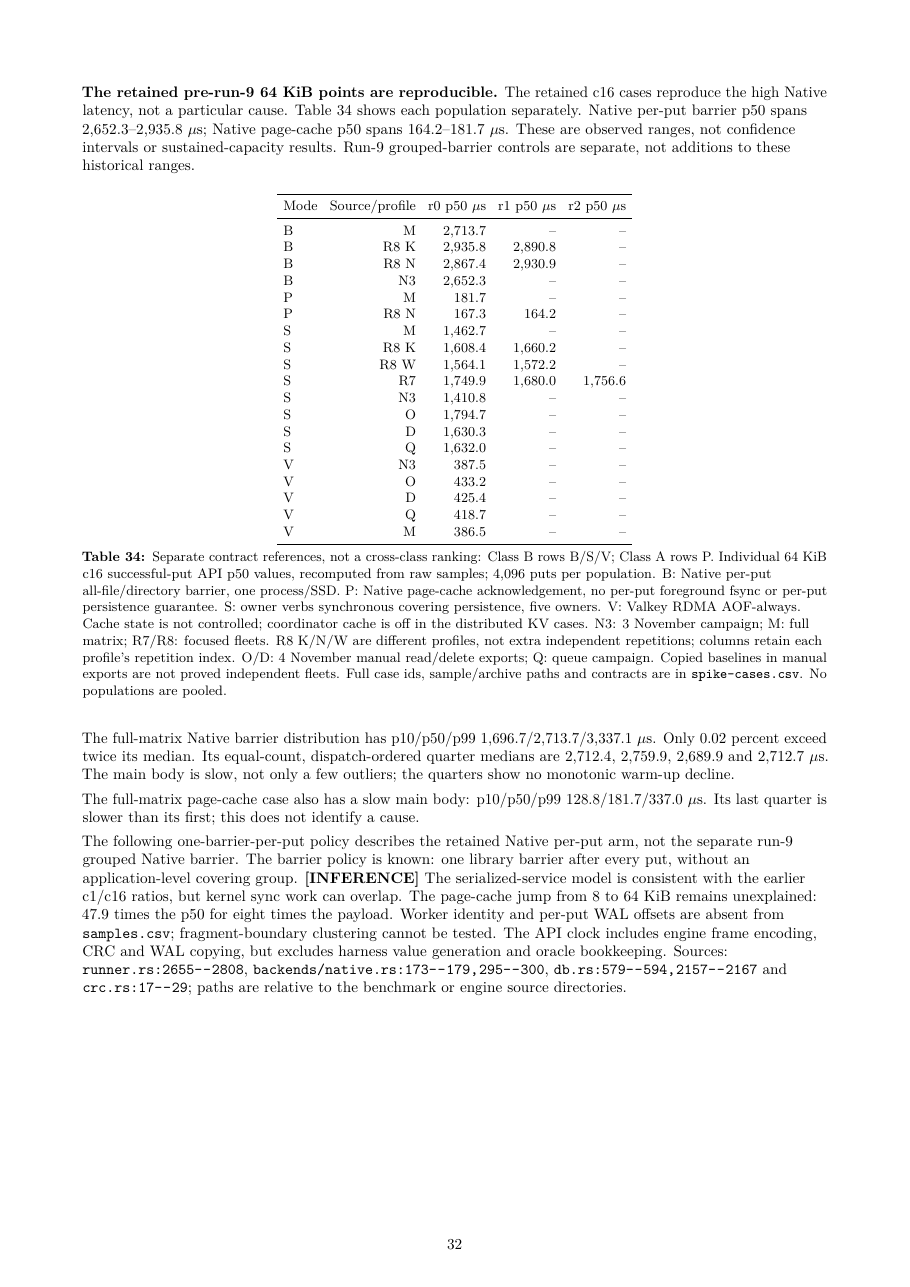 The retained pre-run-9 64 KiB points are reproducible. The retained c16 cases reproduce the high Native
latency, not a particular cause. Table 34 shows each population separately. Native per-put barrier p50 spans
2,652.3–2,935.8 μs; Native page-cache p50 spans 164.2–181.7 μs. These are observed ranges, not confidence
intervals or sustained-capacity results. Run-9 grouped-barrier controls are separate, not additions to these
historical ranges.
Mode Source/profile r0 p50 μs r1 p50 μs r2 p50 μs
B M 2,713.7 – –
B R8 K 2,935.8 2,890.8 –
B R8 N 2,867.4 2,930.9 –
B N3 2,652.3 – –
P M 181.7 – –
P R8 N 167.3 164.2 –
S M 1,462.7 – –
S R8 K 1,608.4 1,660.2 –
S R8 W 1,564.1 1,572.2 –
S R7 1,749.9 1,680.0 1,756.6
S N3 1,410.8 – –
S O 1,794.7 – –
S D 1,630.3 – –
S Q 1,632.0 – –
V N3 387.5 – –
V O 433.2 – –
V D 425.4 – –
V Q 418.7 – –
V M 386.5 – –
Table 34: Separate contract references, not a cross-class ranking: Class B rows B/S/V; Class A rows P. Individual 64 KiB
c16 successful-put API p50 values, recomputed from raw samples; 4,096 puts per population. B: Native per-put
all-file/directory barrier, one process/SSD. P: Native page-cache acknowledgement, no per-put foreground fsync or per-put
persistence guarantee. S: owner verbs synchronous covering persistence, five owners. V: Valkey RDMA AOF-always.
Cache state is not controlled; coordinator cache is off in the distributed KV cases. N3: 3 November campaign; M: full
matrix; R7/R8: focused fleets. R8 K/N/W are different profiles, not extra independent repetitions; columns retain each
profile's repetition index. O/D: 4 November manual read/delete exports; Q: queue campaign. Copied baselines in manual
exports are not proved independent fleets. Full case ids, sample/archive paths and contracts are in spike-cases.csv. No
populations are pooled.
The full-matrix Native barrier distribution has p10/p50/p99 1,696.7/2,713.7/3,337.1 μs. Only 0.02 percent exceed
twice its median. Its equal-count, dispatch-ordered quarter medians are 2,712.4, 2,759.9, 2,689.9 and 2,712.7 μs.
The main body is slow, not only a few outliers; the quarters show no monotonic warm-up decline.
The full-matrix page-cache case also has a slow main body: p10/p50/p99 128.8/181.7/337.0 μs. Its last quarter is
slower than its first; this does not identify a cause.
The following one-barrier-per-put policy describes the retained Native per-put arm, not the separate run-9
grouped Native barrier. The barrier policy is known: one library barrier after every put, without an
application-level covering group. [INFERENCE] The serialized-service model is consistent with the earlier
c1/c16 ratios, but kernel sync work can overlap. The page-cache jump from 8 to 64 KiB remains unexplained:
47.9 times the p50 for eight times the payload. Worker identity and per-put WAL offsets are absent from
samples.csv; fragment-boundary clustering cannot be tested. The API clock includes engine frame encoding,
CRC and WAL copying, but excludes harness value generation and oracle bookkeeping. Sources:
runner.rs:2655--2808, backends/native.rs:173--179,295--300, db.rs:579--594,2157--2167 and
crc.rs:17--29; paths are relative to the benchmark or engine source directories.
32